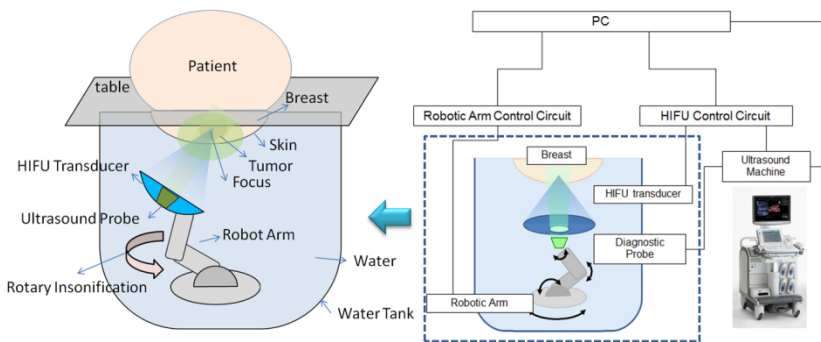 Patient
table
Breast
Skin
HIFU Transducer
Tumor
Focus
Ultrasound Probe
Robot Arm
Water
Rotary Insonification
Water Tank
PC
Robotic Arm Control Circuit
HIFU Control Circuit
Breast
Ultrasound
Machine
HIFU transducer
Diagnostic
Probe
Robotic Arm